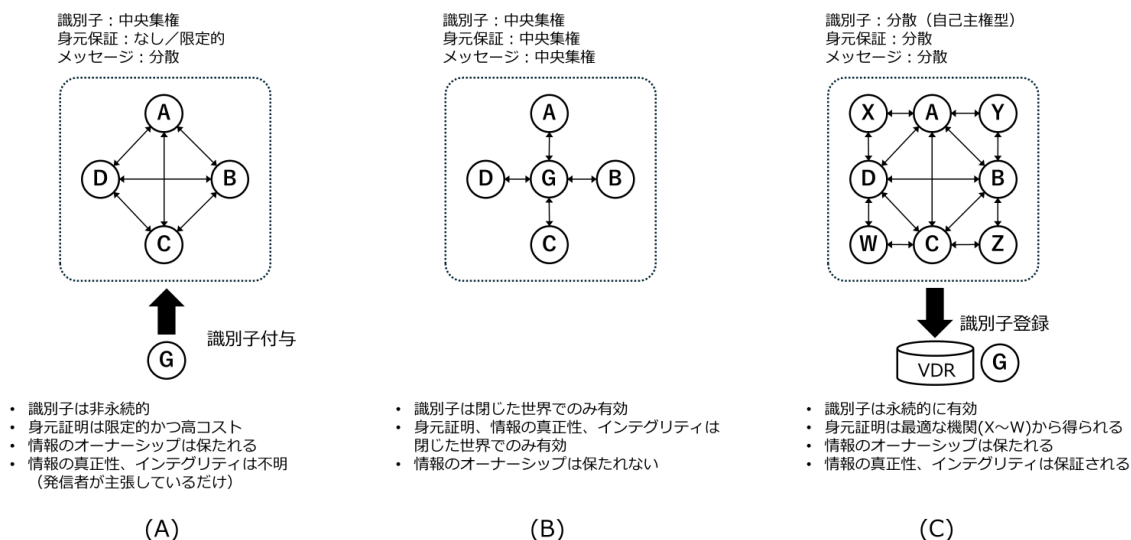 識別子：中央集権
身元保証：なし／限定的
メッセージ：分散
A
D
B
C
識別子付与
G
• 識別子は非永続的
• 身元証明は限定的かつ高コスト
• 情報のオーナーシップは保たれる
• 情報の真正性、インテグリティは不明
（発信者が主張しているだけ）
(A)
識別子：中央集権
身元保証：中央集権
メッセージ：中央集権
A
D
G
B
C
• 識別子は閉じた世界でのみ有効
• 身元証明、情報の真正性、インテグリティは
閉じた世界でのみ有効
• 情報のオーナーシップは保たれない
(B)
識別子：分散（自己主権型）
身元保証：分散
メッセージ：分散
X
A
Y
D
B
W
C
Z
識別子登録
VDR
G
• 識別子は永続的に有効
• 身元証明は最適な機関(X～W)から得られる
• 情報のオーナーシップは保たれる
• 情報の真正性、インテグリティは保証される
(C)